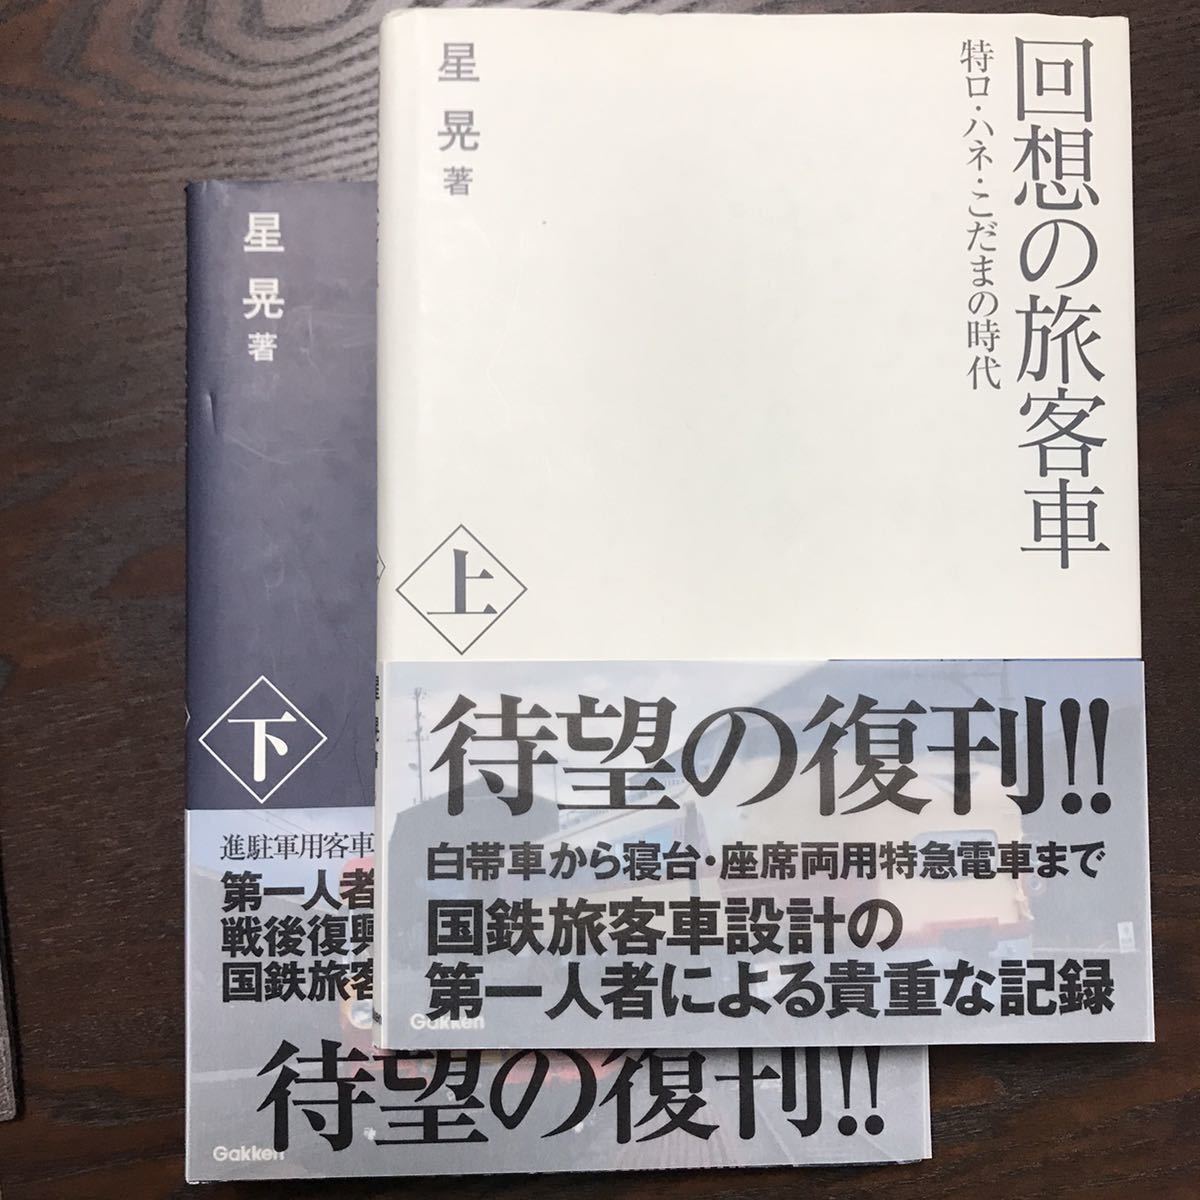 回想の旅客車
特ロ・ハネ・こだまの時代
星 晃 著
上
待望の復刊!!
白帯車から寝台・座席両用特急電車まで
国鉄旅客車設計の
第一人者による貴重な記録
Gakken
星 晃 著
下
進駐軍用客車
第一人者
戦後復興
国鉄旅客
待望の復刊!!
Gakken